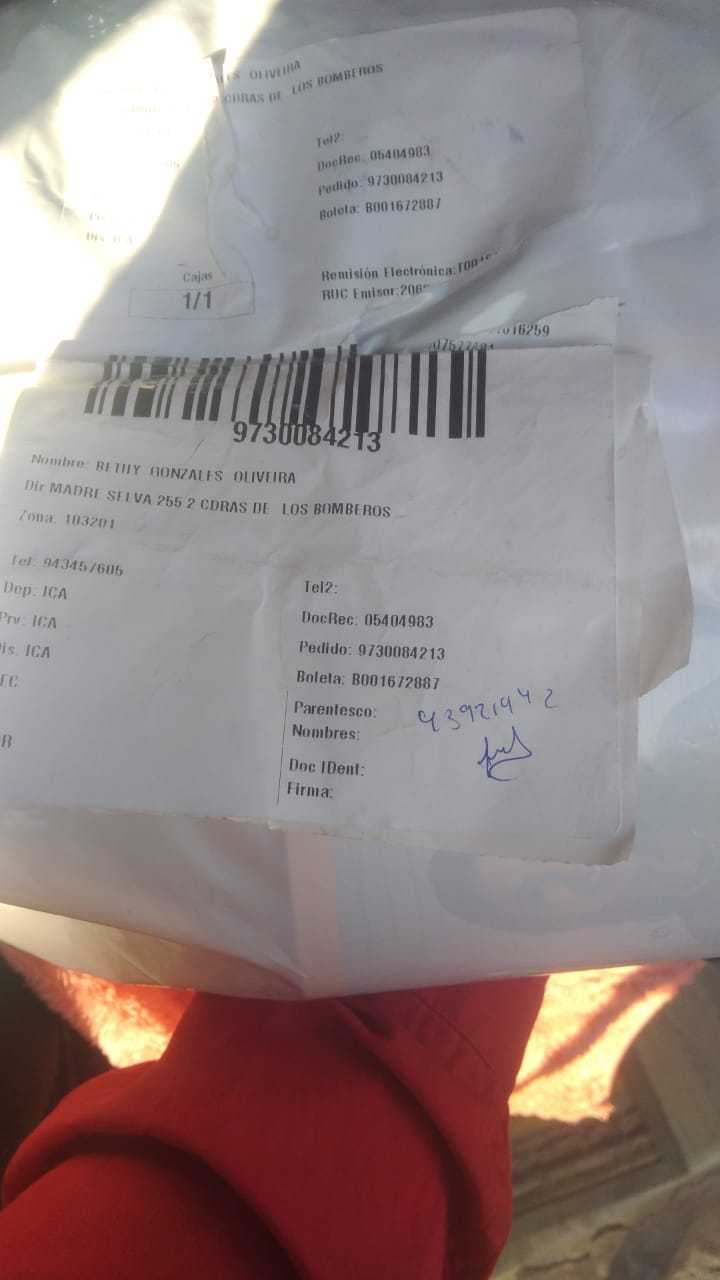 OLIVEIRA
CDRAS DE LOS BOMBEROS
Tel2:
DocRec: 05404983
Pedido: 9730084213
Boleta: B001672887
Cajas
1/1
Remisión Electrónica:
RUC Emisor:
9730084213
Nombre: GONZALES OLIVEIRA
Dir MADRE SELVA 255 2 CDRAS DE LOS BOMBEROS
Zona: 103201
Tel: 943457605
Dep: ICA
Prv: ICA
Dis. ICA
Tel2:
DocRec: 05404983
Pedido: 9730084213
Boleta: B001672887
Parentesco:
43921942
Nombres:
Doc IDent:
Firma: